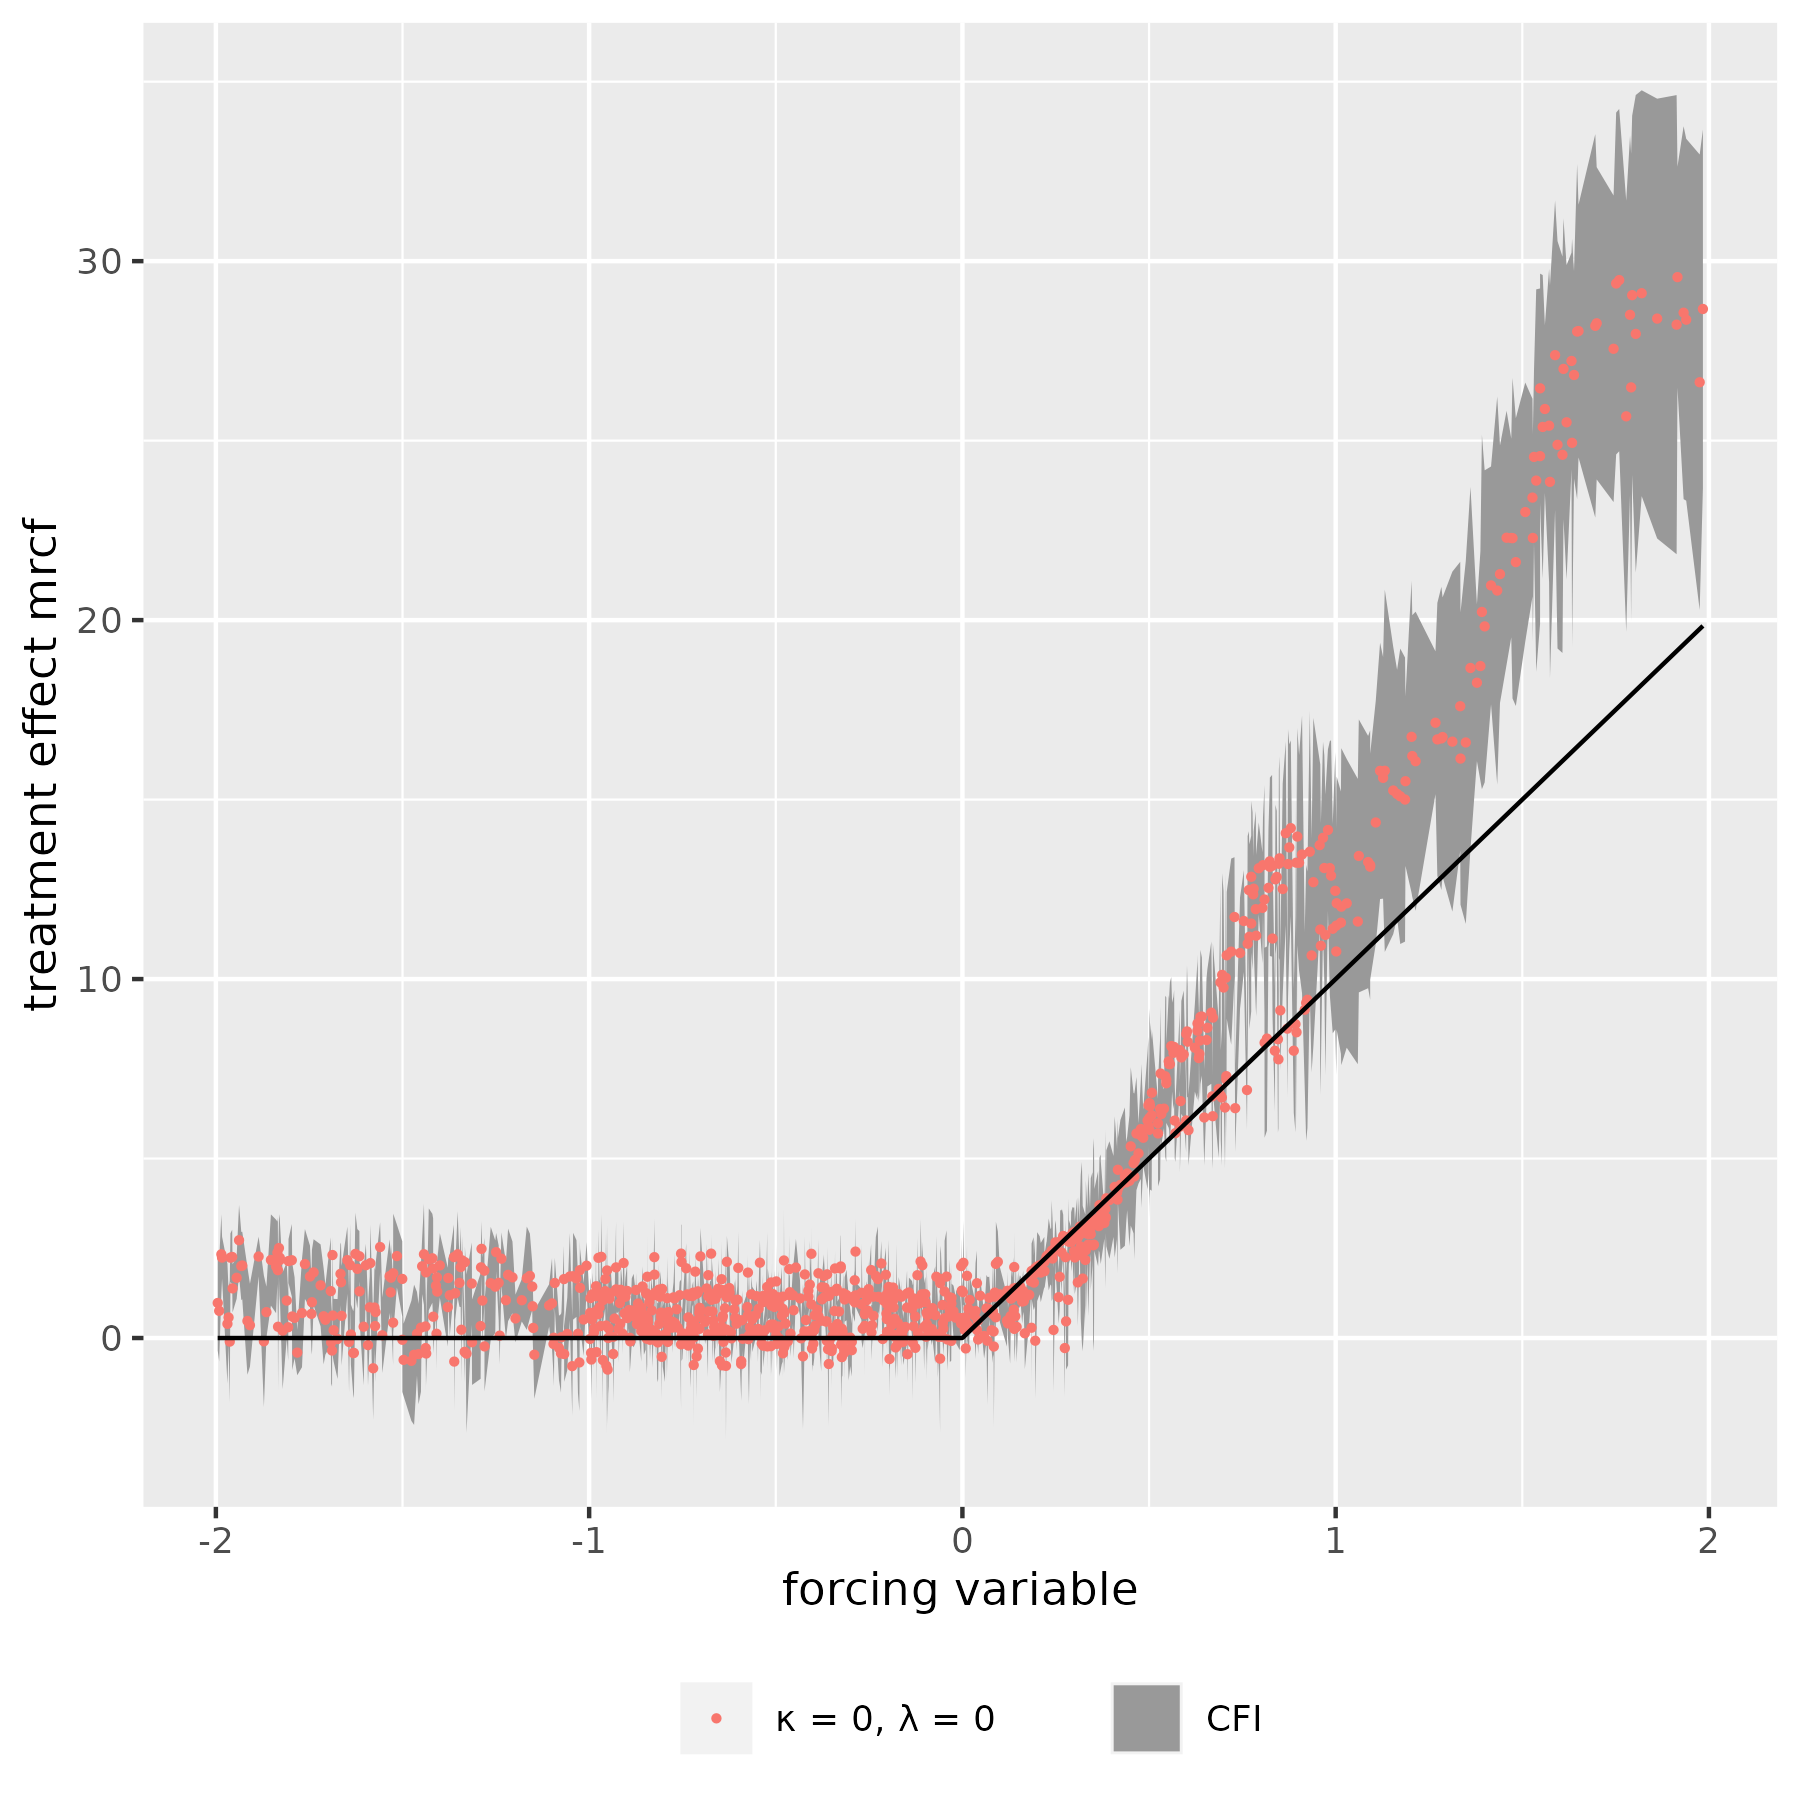 treatment effect mrcf
30
20
10
0
-2
-1
0
1
2
forcing variable
κ = 0, λ = 0
CFI